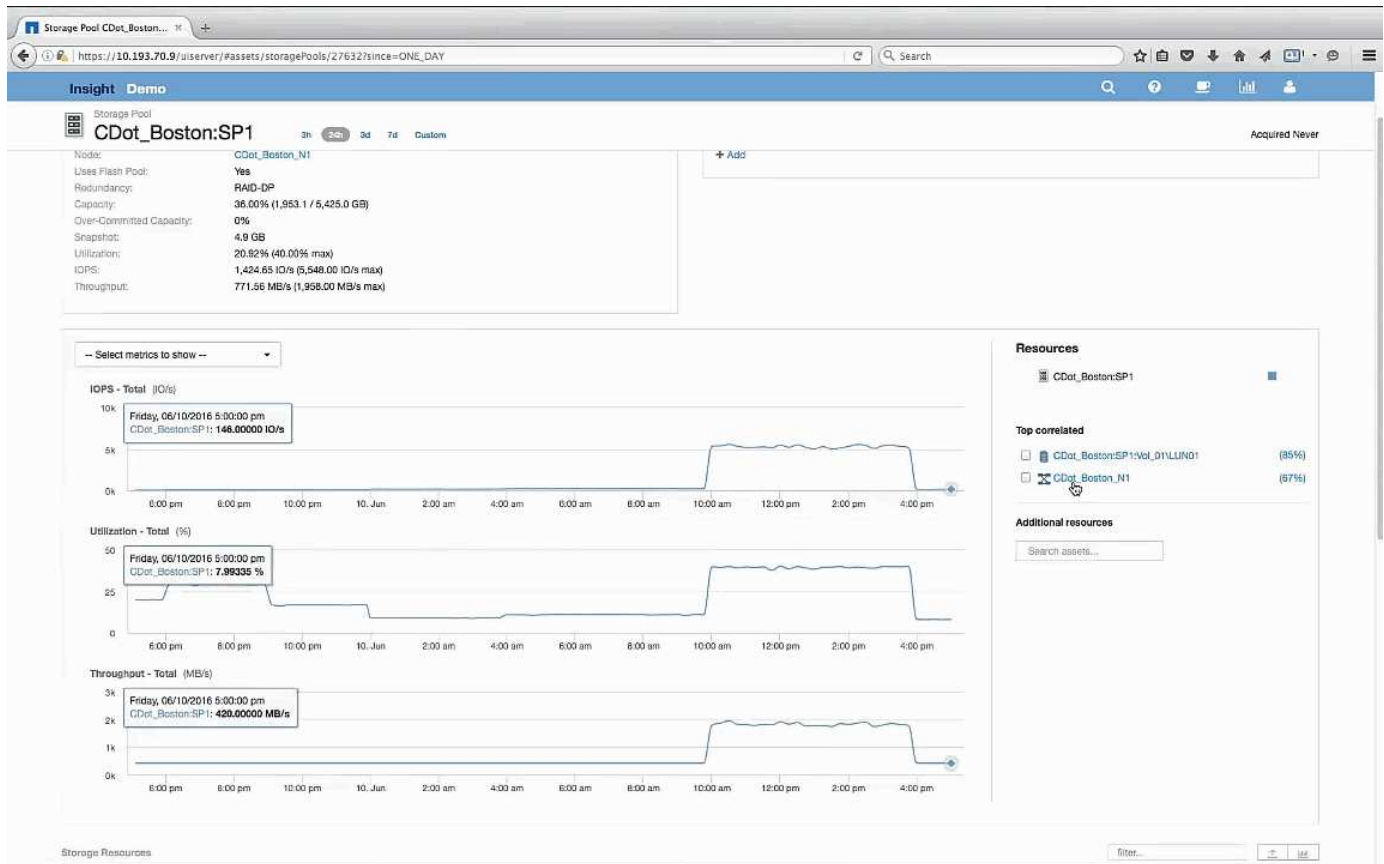 Storage Pool CDot_Boston...
https://10.193.70.9/uiserver/#assets/storagePools/27632?since=ONE_DAY
Search
Insight Demo
Storage Pool
CDot_Boston:SP1
3h 24h 3d 7d Custom
Acquired Never
Node: CDot_Boston_N1
+ Add
Uses Flash Pool: Yes
Redundancy: RAID-DP
Capacity: 36.00% (1,953.1 / 5,425.0 GB)
Over-Committed Capacity: 0%
Snapshot: 4.9 GB
Utilization: 20.92% (40.00% max)
IOPS: 1,424.65 IO/s (5,548.00 IO/s max)
Throughput: 771.56 MB/s (1,958.00 MB/s max)
-- Select metrics to show --
IOPS - Total (IO/s)
10k
5k
0k
Friday, 06/10/2016 5:00:00 pm
CDot_Boston:SP1: 146.00000 IO/s
6:00 pm 8:00 pm 10:00 pm 10. Jun 2:00 am 4:00 am 6:00 am 8:00 am 10:00 am 12:00 pm 2:00 pm 4:00 pm
Utilization - Total (%)
50
25
0
Friday, 06/10/2016 5:00:00 pm
CDot_Boston:SP1: 7.99335 %
6:00 pm 8:00 pm 10:00 pm 10. Jun 2:00 am 4:00 am 6:00 am 8:00 am 10:00 am 12:00 pm 2:00 pm 4:00 pm
Throughput - Total (MB/s)
3k
2k
1k
0k
Friday, 06/10/2016 5:00:00 pm
CDot_Boston:SP1: 420.00000 MB/s
6:00 pm 8:00 pm 10:00 pm 10. Jun 2:00 am 4:00 am 6:00 am 8:00 am 10:00 am 12:00 pm 2:00 pm 4:00 pm
Resources
CDot_Boston:SP1
Top correlated
CDot_Boston:SP1:Vol_01\LUN01 (85%)
CDot_Boston_N1 (67%)
Additional resources
Search assets...
Storage Resources
filter...